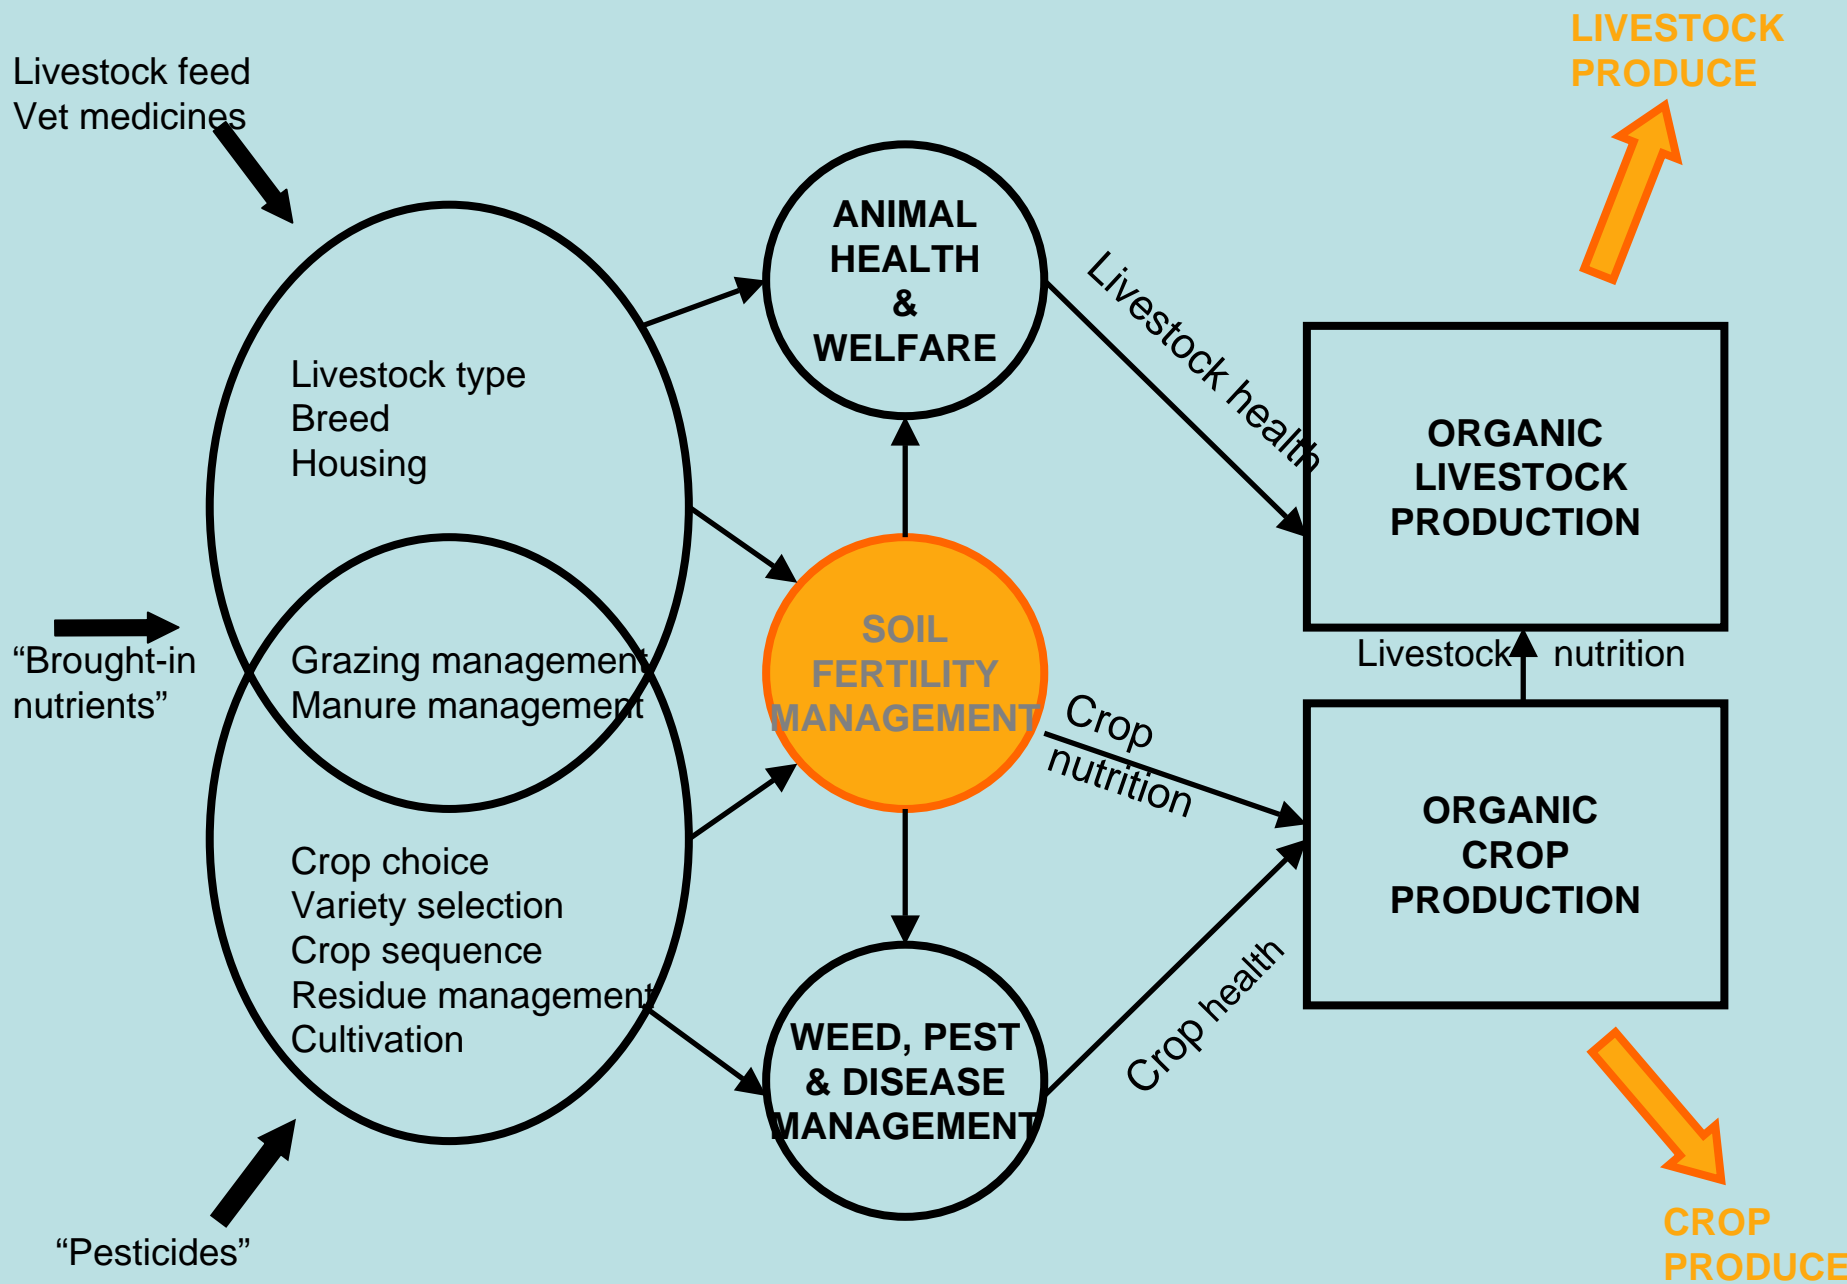 LIVESTOCK
PRODUCE
Livestock feed
Vet medicines
ANIMAL
HEALTH
&
WELFARE
Livestock health
Livestock type
Breed
Housing
ORGANIC
LIVESTOCK
PRODUCTION
“Brought-in
nutrients”
Grazing management
Manure management
SOIL
FERTILITY
MANAGEMENT
Livestock nutrition
Crop
nutrition
ORGANIC
CROP
PRODUCTION
Crop choice
Variety selection
Crop sequence
Residue management
Cultivation
Crop health
WEED, PEST
& DISEASE
MANAGEMENT
“Pesticides”
CROP
PRODUCE